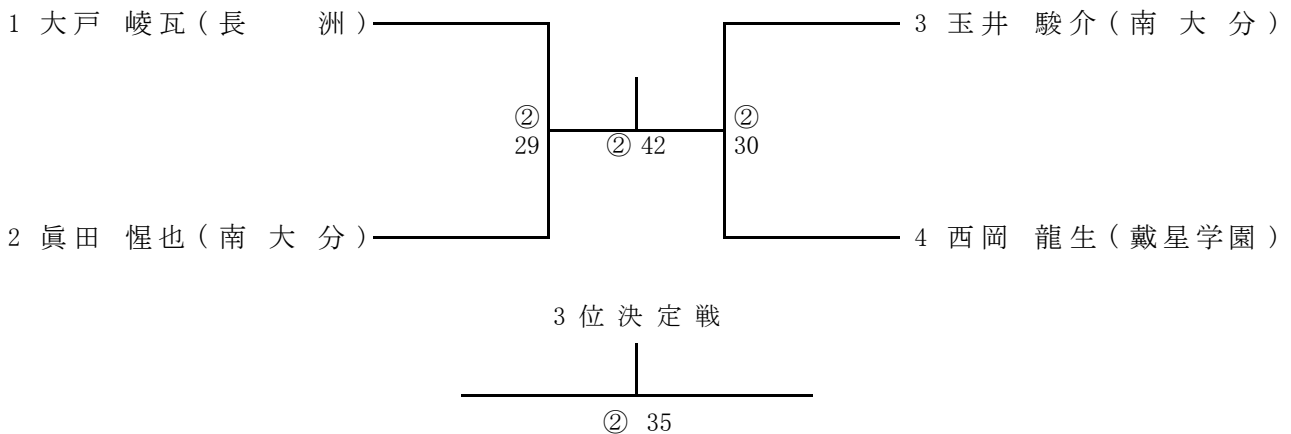 1 大戸 崚瓦(長 洲)
3 玉井 駿介(南大分)
②
29
② 42
②
30
2 眞田 惺也(南大分)
4 西岡 龍生(戴星学園)
3位決定戦
② 35